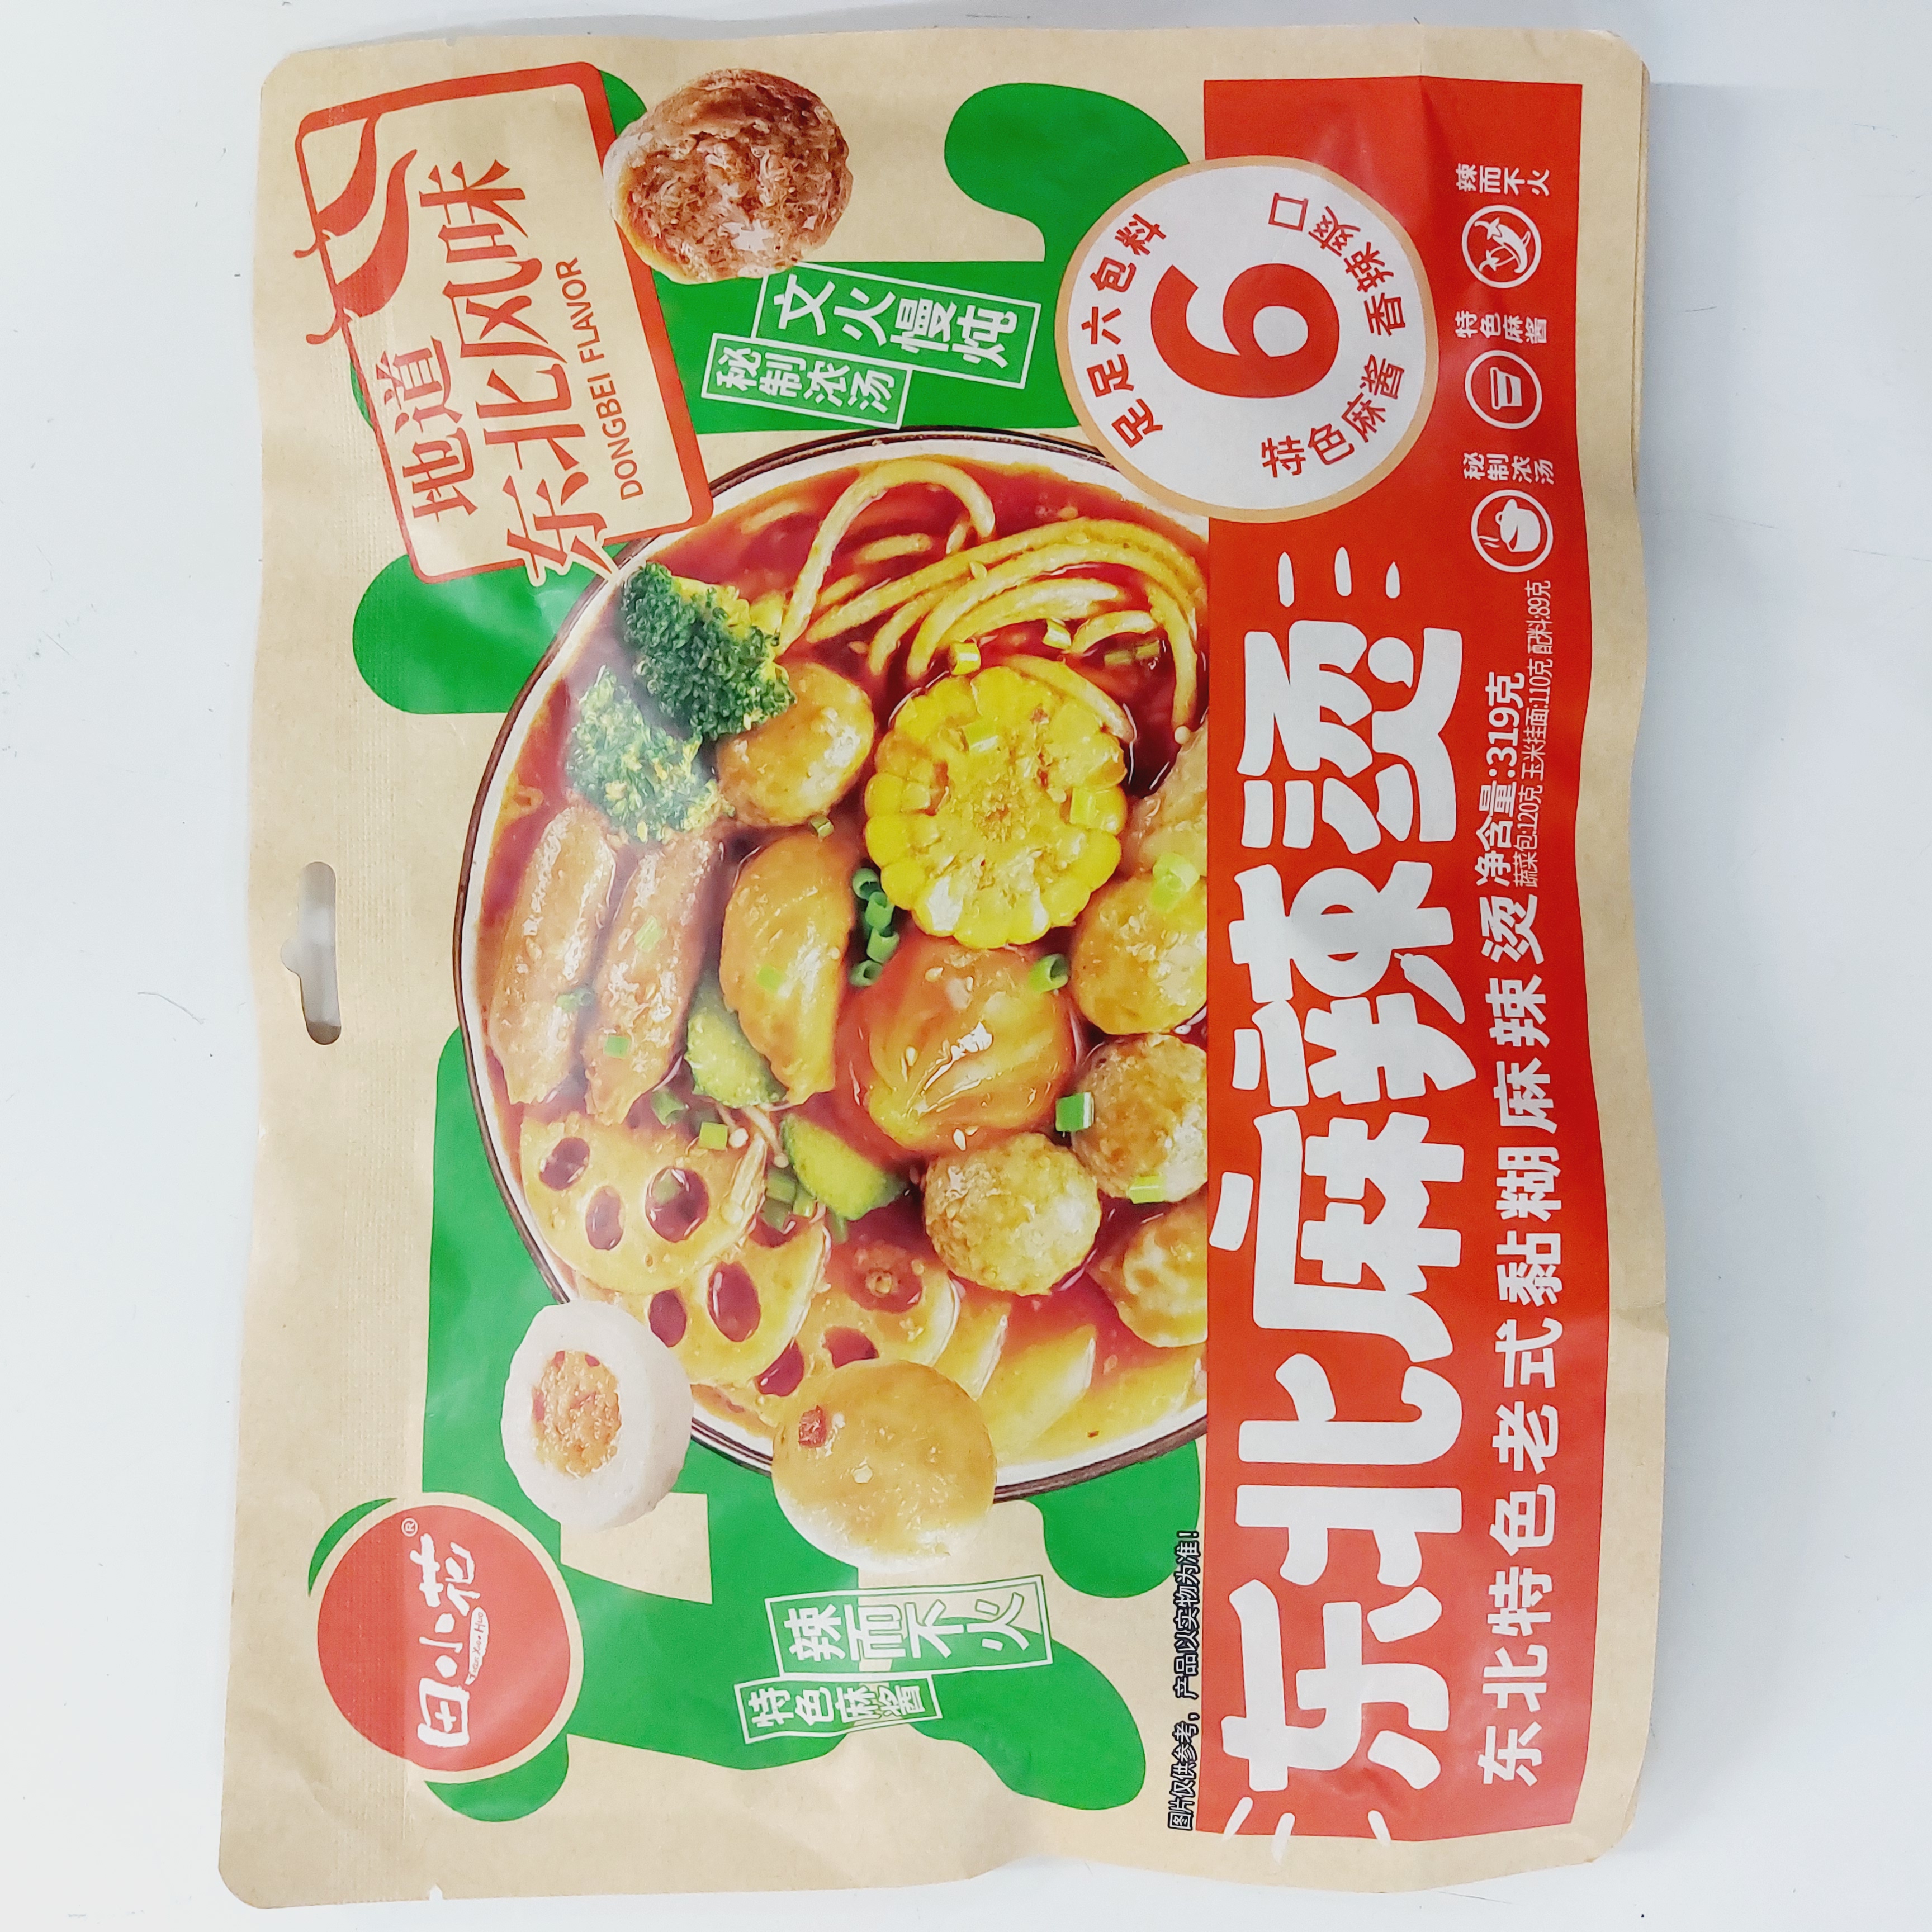 田小花®
Tian Xiao Hua
地道
东北风味
DONGBEI FLAVOR
特色麻酱
辣而不火
秘制浓汤
文火慢炖
足足六包料
6
特色麻酱 香辣爽口
图片仅供参考，产品以实物为准！
东北麻辣烫
东北特色老式黏糊麻辣烫
净含量:319克
蔬菜包:120克 玉米挂面:110克 配料:89克
秘制浓汤
特色麻酱
辣而不火